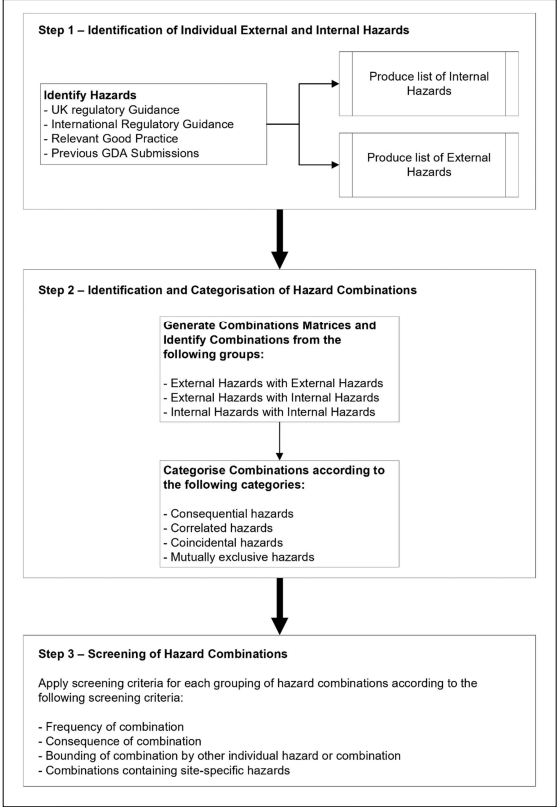 Step 1 – Identification of Individual External and Internal Hazards
Identify Hazards
- UK regulatory Guidance
- International Regulatory Guidance
- Relevant Good Practice
- Previous GDA Submissions
Produce list of Internal
Hazards
Produce list of External
Hazards
Step 2 – Identification and Categorisation of Hazard Combinations
Generate Combinations Matrices and
Identify Combinations from the
following groups:
- External Hazards with External Hazards
- External Hazards with Internal Hazards
- Internal Hazards with Internal Hazards
Categorise Combinations according to
the following categories:
- Consequential hazards
- Correlated hazards
- Coincidental hazards
- Mutually exclusive hazards
Step 3 – Screening of Hazard Combinations
Apply screening criteria for each grouping of hazard combinations according to the
following screening criteria:
- Frequency of combination
- Consequence of combination
- Bounding of combination by other individual hazard or combination
- Combinations containing site-specific hazards